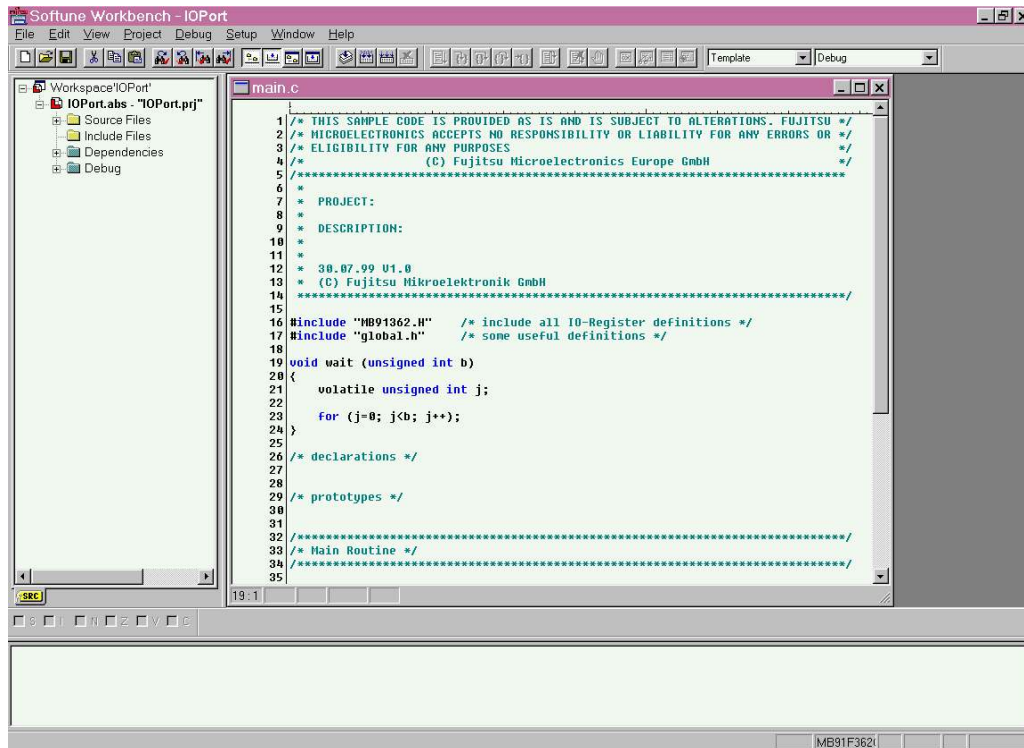 Softune Workbench - IOPort
File Edit View Project Debug Setup Window Help
Template Debug
Workspace'IOPort'
IOPort.abs - "IOPort.prj"
Source Files
Include Files
Dependencies
Debug
SRC
main.c
1 /* THIS SAMPLE CODE IS PROVIDED AS IS AND IS SUBJECT TO ALTERATIONS. FUJITSU */
2 /* MICROELECTRONICS ACCEPTS NO RESPONSIBILITY OR LIABILITY FOR ANY ERRORS OR */
3 /* ELIGIBILITY FOR ANY PURPOSES */
4 /* (C) Fujitsu Microelectronics Europe GmbH */
5 /*****************************************************************************
6 *
7 * PROJECT:
8 *
9 * DESCRIPTION:
10 *
11 *
12 * 30.07.99 V1.0
13 * (C) Fujitsu Mikroelektronik GmbH
14 *****************************************************************************/
15
16 #include "MB91362.H" /* include all IO-Register definitions */
17 #include "global.h" /* some useful definitions */
18
19 void wait (unsigned int b)
20 {
21 volatile unsigned int j;
22
23 for (j=0; j<b; j++);
24 }
25
26 /* declarations */
27
28
29 /* prototypes */
30
31
32 /*****************************************************************************/
33 /* Main Routine */
34 /*****************************************************************************/
35
19:1
S I N Z V C
MB91F362(